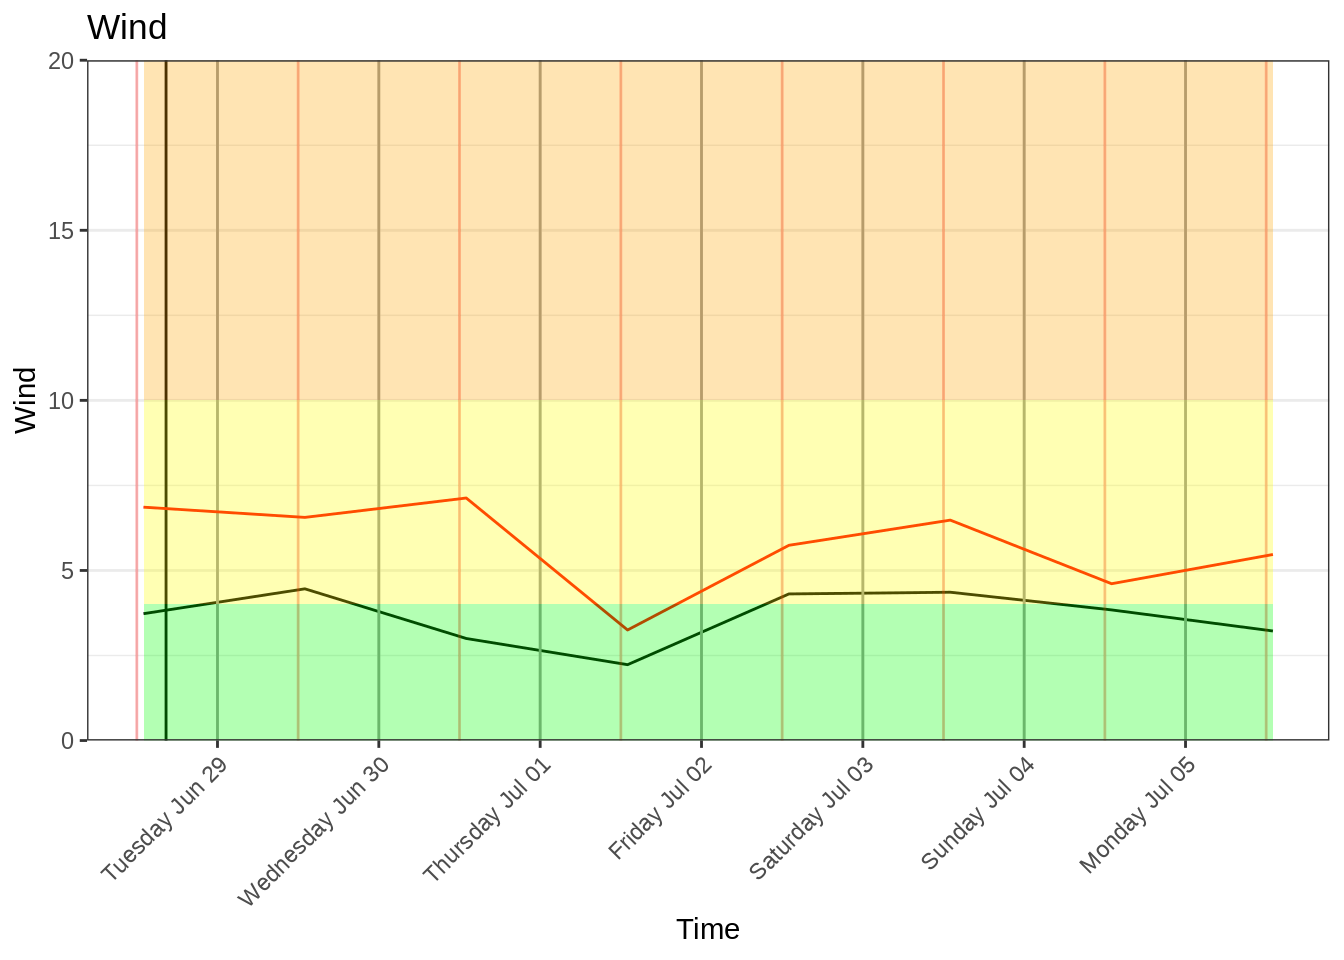 Wind
20
15
10
5
0
Wind
Tuesday Jun 29
Wednesday Jun 30
Thursday Jul 01
Friday Jul 02
Saturday Jul 03
Sunday Jul 04
Monday Jul 05
Time